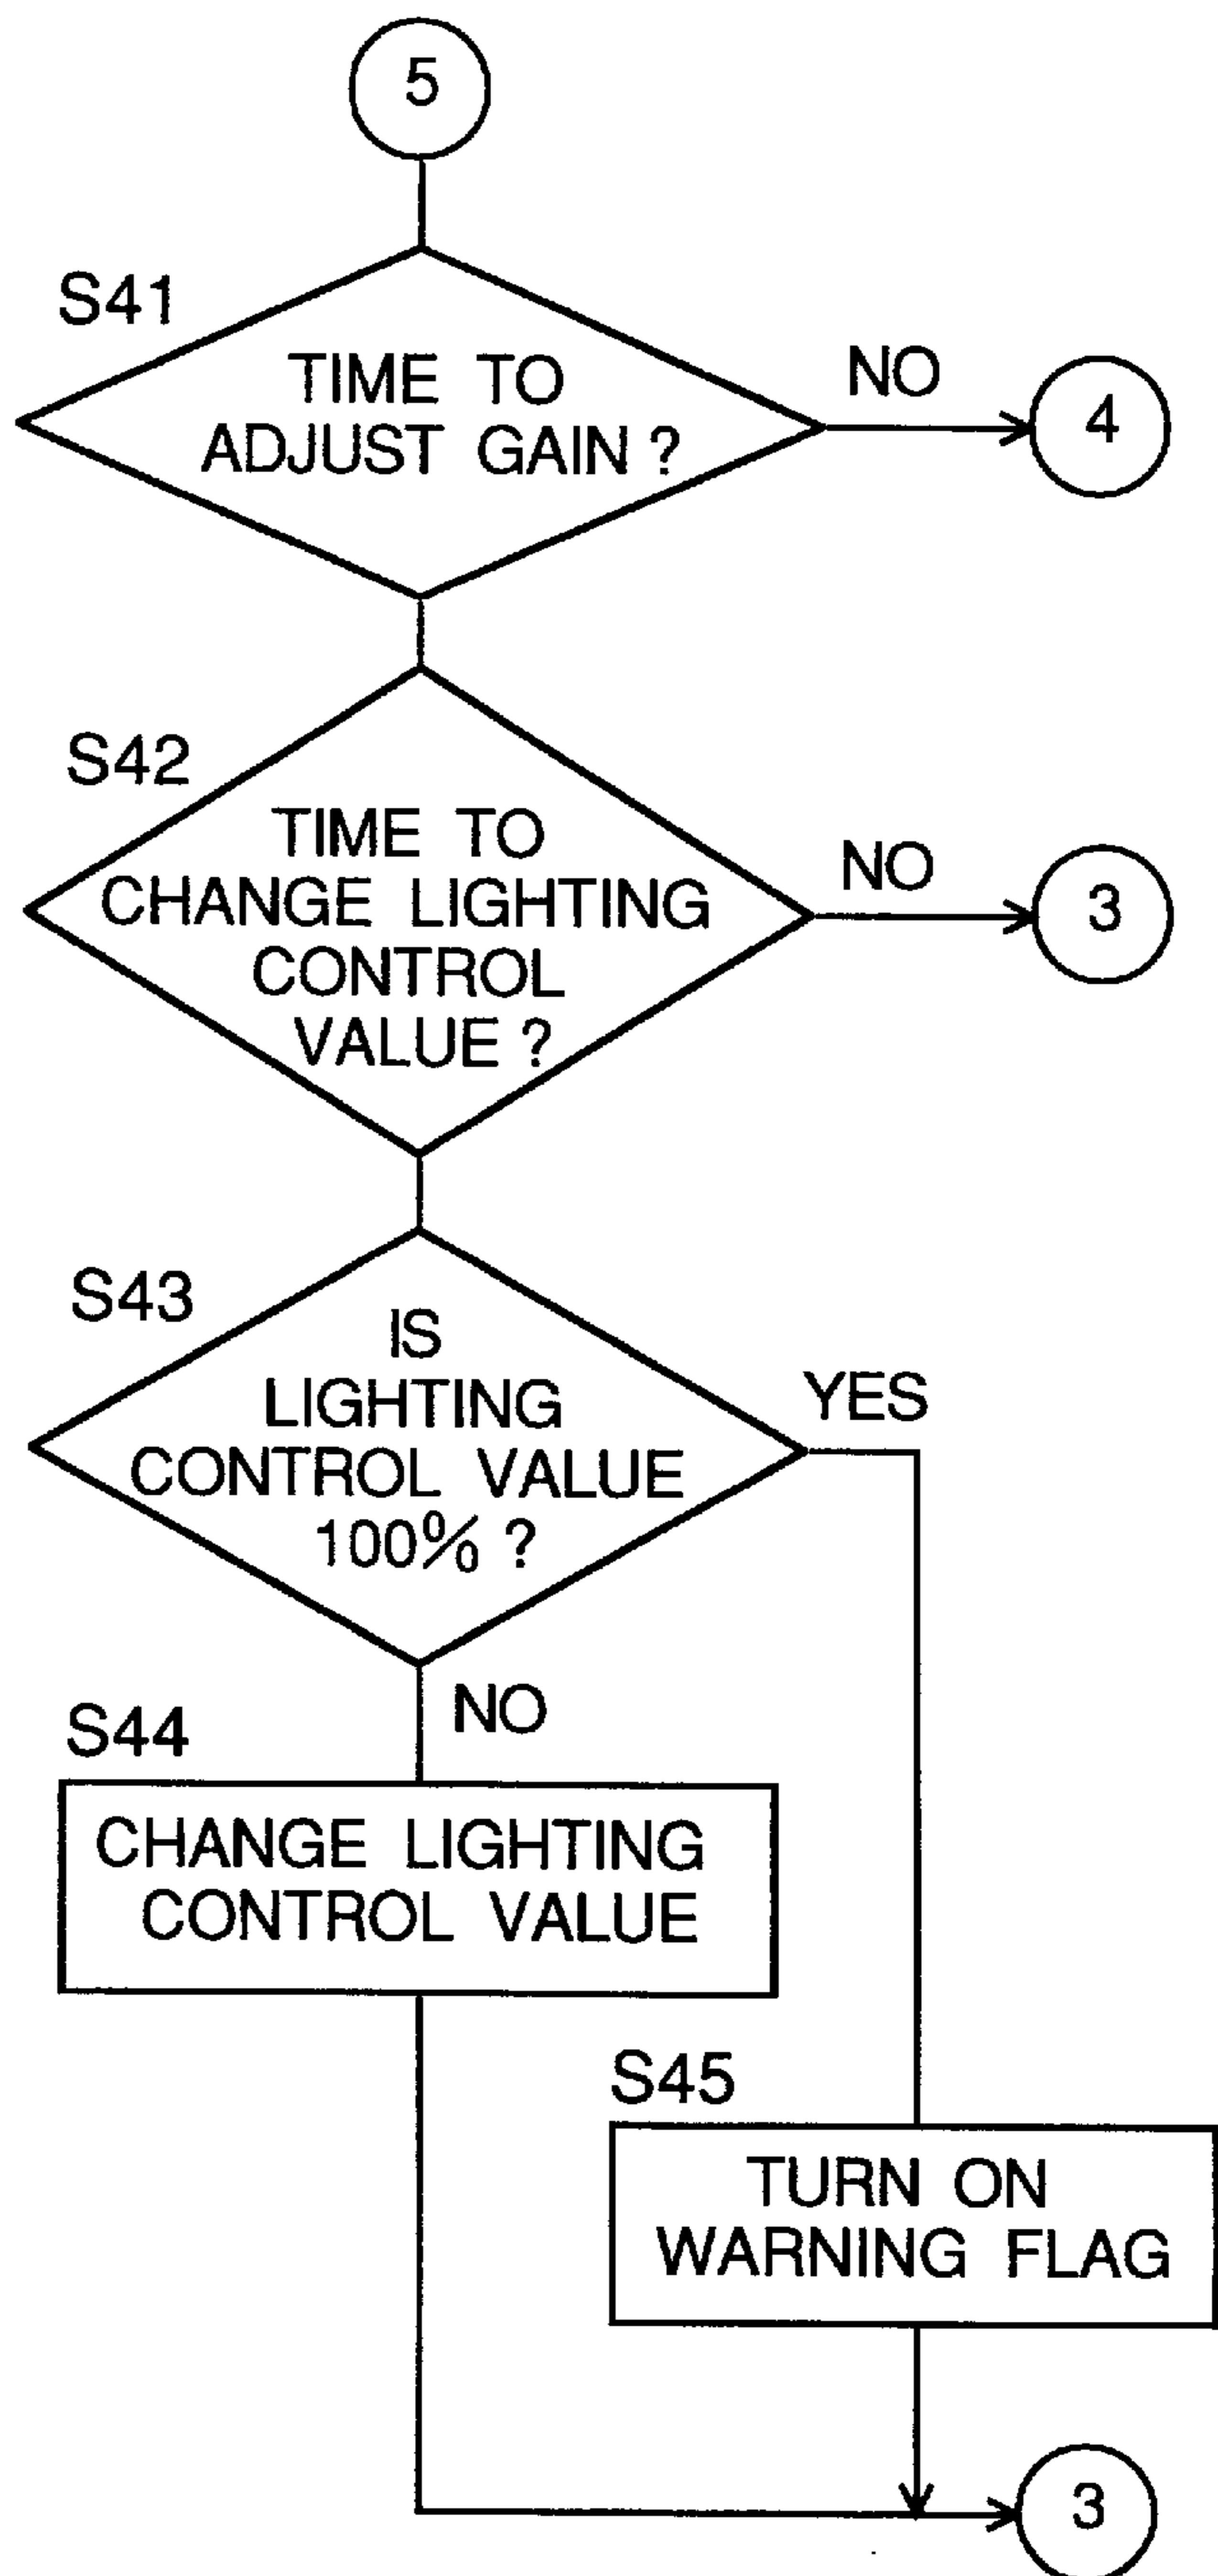 5
S41
TIME TO
ADJUST GAIN ?
NO
4
S42
TIME TO
CHANGE LIGHTING
CONTROL
VALUE ?
NO
3
S43
IS
LIGHTING
CONTROL VALUE
100% ?
YES
NO
S44
CHANGE LIGHTING
CONTROL VALUE
S45
TURN ON
WARNING FLAG
3